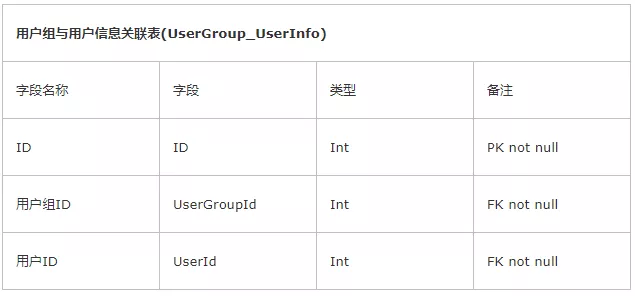 用户组与用户信息关联表(UserGroup_UserInfo)
字段名称 字段 类型 备注
ID ID Int PK not null
用户组ID UserGroupId Int FK not null
用户ID UserId Int FK not null